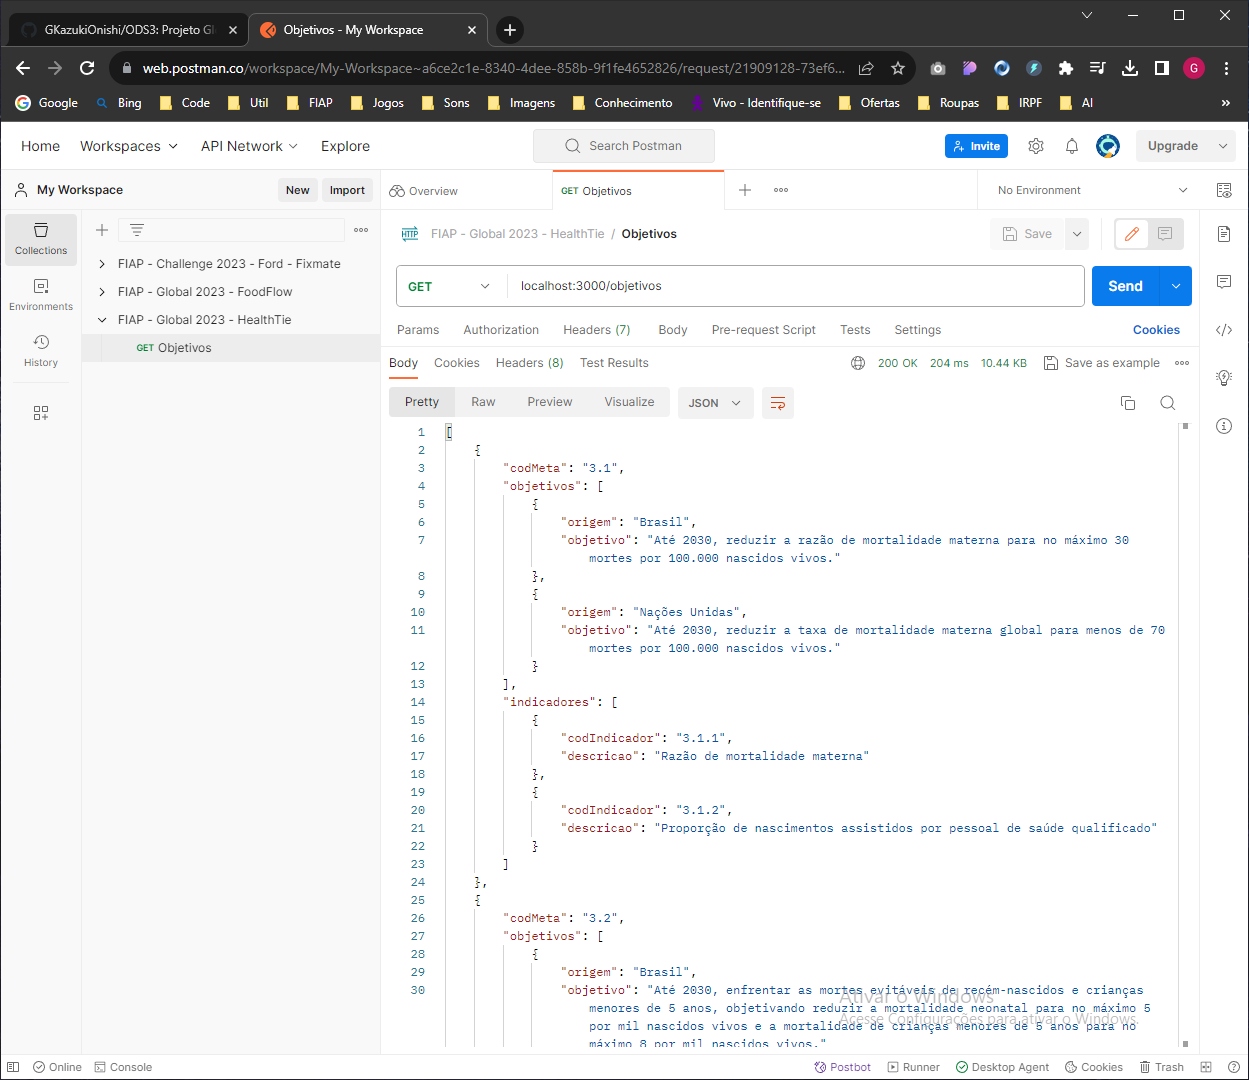 GKazukiOnishi/ODS3: Projeto Gl
Objetivos - My Workspace
web.postman.co/workspace/My-Workspace~a6ce2c1e-8340-4dee-858b-9f1fe4652826/request/21909128-73ef6...
G
Google
Bing
Code
Util
FIAP
Jogos
Sons
Imagens
Conhecimento
Vivo - Identifique-se
Ofertas
Roupas
IRPF
AI
»
Home
Workspaces
API Network
Explore
Search Postman
Invite
Upgrade
My Workspace
New
Import
Overview
GET Objetivos
No Environment
Collections
Environments
History
FIAP - Challenge 2023 - Ford - Fixmate
FIAP - Global 2023 - FoodFlow
FIAP - Global 2023 - HealthTie
GET Objetivos
HTTP
FIAP - Global 2023 - HealthTie / Objetivos
Save
GET
localhost:3000/objetivos
Send
Params
Authorization
Headers (7)
Body
Pre-request Script
Tests
Settings
Cookies
Body
Cookies
Headers (8)
Test Results
200 OK
204 ms
10.44 KB
Save as example
Pretty
Raw
Preview
Visualize
JSON
1 [
2 {
3 "codMeta": "3.1",
4 "objetivos": [
5 {
6 "origem": "Brasil",
7 "objetivo": "Até 2030, reduzir a razão de mortalidade materna para no máximo 30
mortes por 100.000 nascidos vivos."
8 },
9 {
10 "origem": "Nações Unidas",
11 "objetivo": "Até 2030, reduzir a taxa de mortalidade materna global para menos de 70
mortes por 100.000 nascidos vivos."
12 }
13 ],
14 "indicadores": [
15 {
16 "codIndicador": "3.1.1",
17 "descricao": "Razão de mortalidade materna"
18 },
19 {
20 "codIndicador": "3.1.2",
21 "descricao": "Proporção de nascimentos assistidos por pessoal de saúde qualificado"
22 }
23 ]
24 },
25 {
26 "codMeta": "3.2",
27 "objetivos": [
28 {
29 "origem": "Brasil",
30 "objetivo": "Até 2030, enfrentar as mortes evitáveis de recém-nascidos e crianças
menores de 5 anos, objetivando reduzir a mortalidade neonatal para no máximo 5
por mil nascidos vivos e a mortalidade de crianças menores de 5 anos para no
máximo 8 por mil nascidos vivos."
Ativar o Windows
Acesse Configurações para ativar o Windows.
Online
Console
Postbot
Runner
Desktop Agent
Cookies
Trash